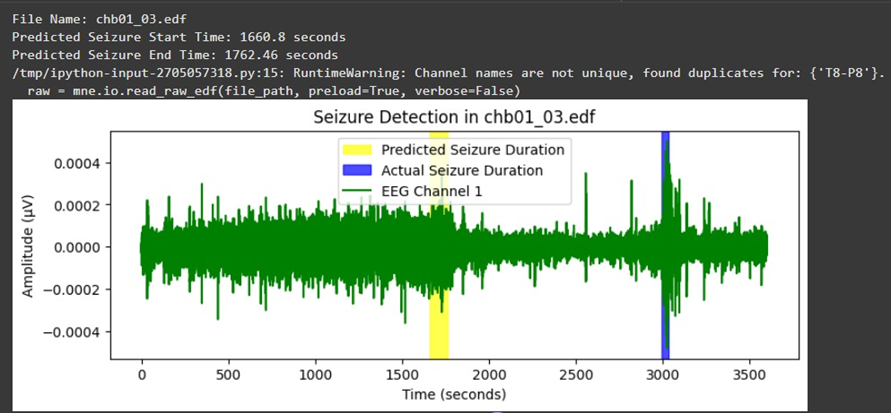 File Name: chb01_03.edf
Predicted Seizure Start Time: 1660.8 seconds
Predicted Seizure End Time: 1762.46 seconds
/tmp/ipython-input-2705057318.py:15: RuntimeWarning: Channel names are not unique, found duplicates for: {'T8-P8'}.
  raw = mne.io.read_raw_edf(file_path, preload=True, verbose=False)
Seizure Detection in chb01_03.edf
Predicted Seizure Duration
Actual Seizure Duration
EEG Channel 1
Amplitude (µV)
0.0004
0.0002
0.0000
−0.0002
−0.0004
0 500 1000 1500 2000 2500 3000 3500
Time (seconds)